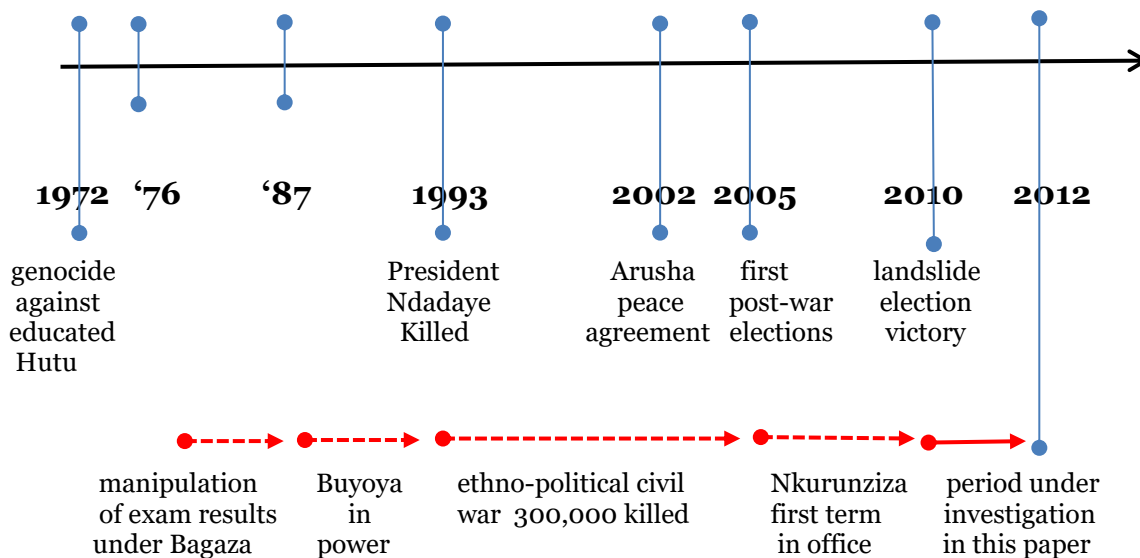 1972 ‘76 ‘87 1993 2002 2005 2010 2012
genocide
against
educated
Hutu
President
Ndadaye
Killed
Arusha
peace
agreement
first
post-war
elections
landslide
election
victory
manipulation
of exam results
under Bagaza
Buyoya
in
power
ethno-political civil
war 300,000 killed
Nkurunziza
first term
in office
period under
investigation
in this paper